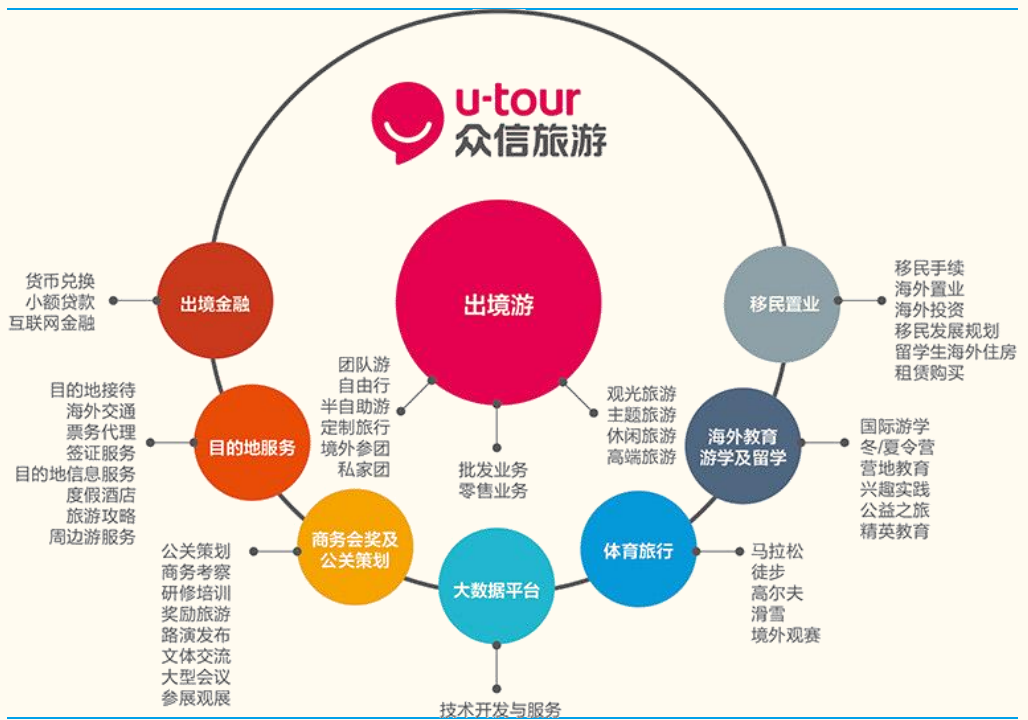 u-tour
众信旅游
出境游
团队游
自由行
半自助游
定制旅行
境外参团
私家团
批发业务
零售业务
观光旅游
主题旅游
休闲旅游
高端旅游
出境金融
货币兑换
小额贷款
互联网金融
目的地服务
目的地接待
海外交通
票务代理
签证服务
目的地信息服务
度假酒店
旅游攻略
周边游服务
商务会奖及
公关策划
公关策划
商务考察
研修培训
奖励旅游
路演发布
文体交流
大型会议
参展观展
大数据平台
技术开发与服务
体育旅行
马拉松
徒步
高尔夫
滑雪
境外观赛
海外教育
游学及留学
国际游学
冬/夏令营
营地教育
兴趣实践
公益之旅
精英教育
移民置业
移民手续
海外置业
海外投资
移民发展规划
留学生海外住房
租赁购买